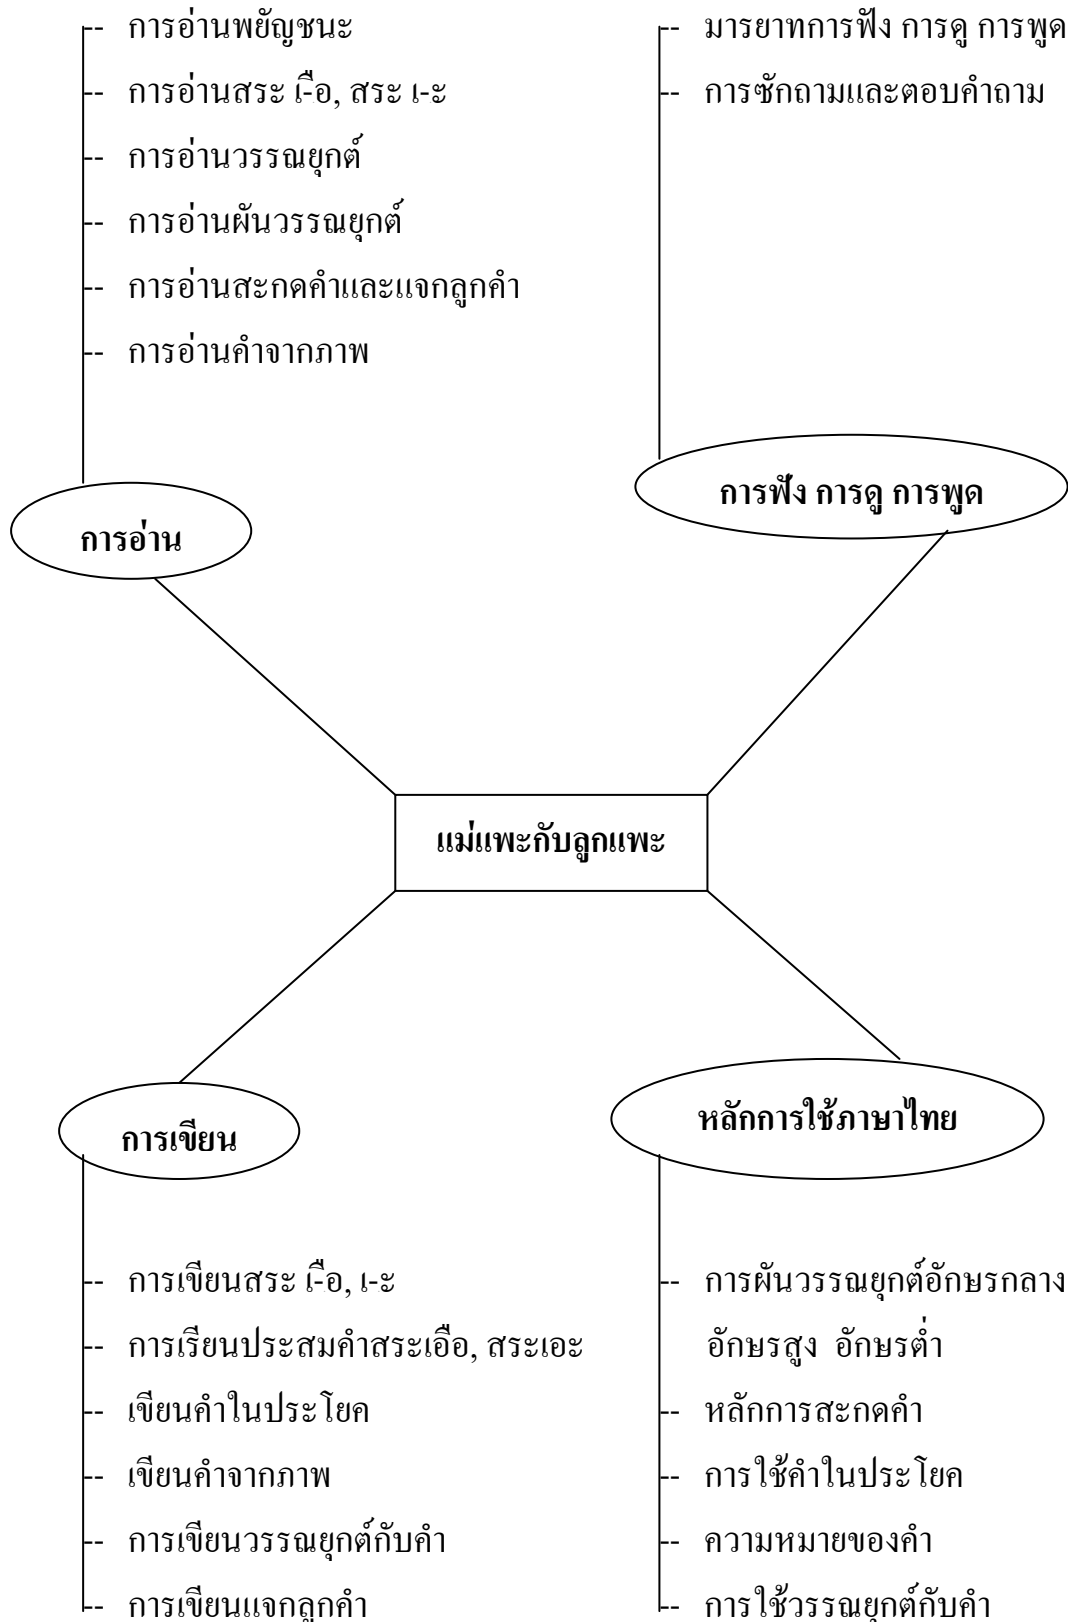 -- การอ่านพยัญชนะ
-- การอ่านสระ เ-ือ, สระ เ-ะ
-- การอ่านวรรณยุกต์
-- การอ่านผันวรรณยุกต์
-- การอ่านสะกดคำและแจกลูกคำ
-- การอ่านคำจากภาพ
การอ่าน
-- มารยาทการฟัง การดู การพูด
-- การซักถามและตอบคำถาม
การฟัง การดู การพูด
แม่แพะกับลูกแพะ
การเขียน
-- การเขียนสระ เ-ือ, เ-ะ
-- การเรียนประสมคำสระเอือ, สระเอะ
-- เขียนคำในประโยค
-- เขียนคำจากภาพ
-- การเขียนวรรณยุกต์กับคำ
-- การเขียนแจกลูกคำ
หลักการใช้ภาษาไทย
-- การผันวรรณยุกต์อักษรกลาง
อักษรสูง อักษรต่ำ
-- หลักการสะกดคำ
-- การใช้คำในประโยค
-- ความหมายของคำ
-- การใช้วรรณยุกต์กับคำ